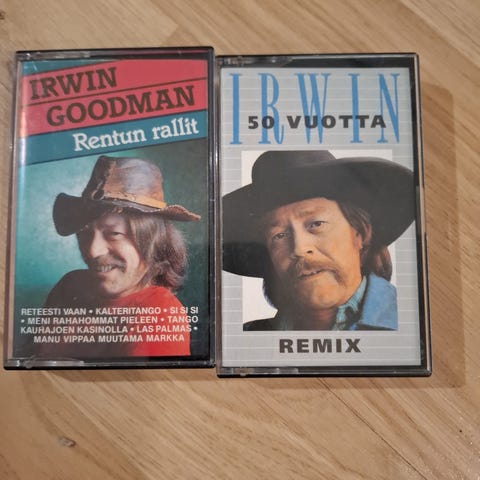 IRWIN
GOODMAN
Rentun rallit
RETEESTI VAAN • KALTERITANGO • SI SI SI
• MENI RAHAHOMMAT PIELEEN • TANGO
KAUHAJOEN KASINOLLA • LAS PALMAS •
MANU VIPPAA MUUTAMA MARKKA
IRWIN
50 VUOTTA
REMIX